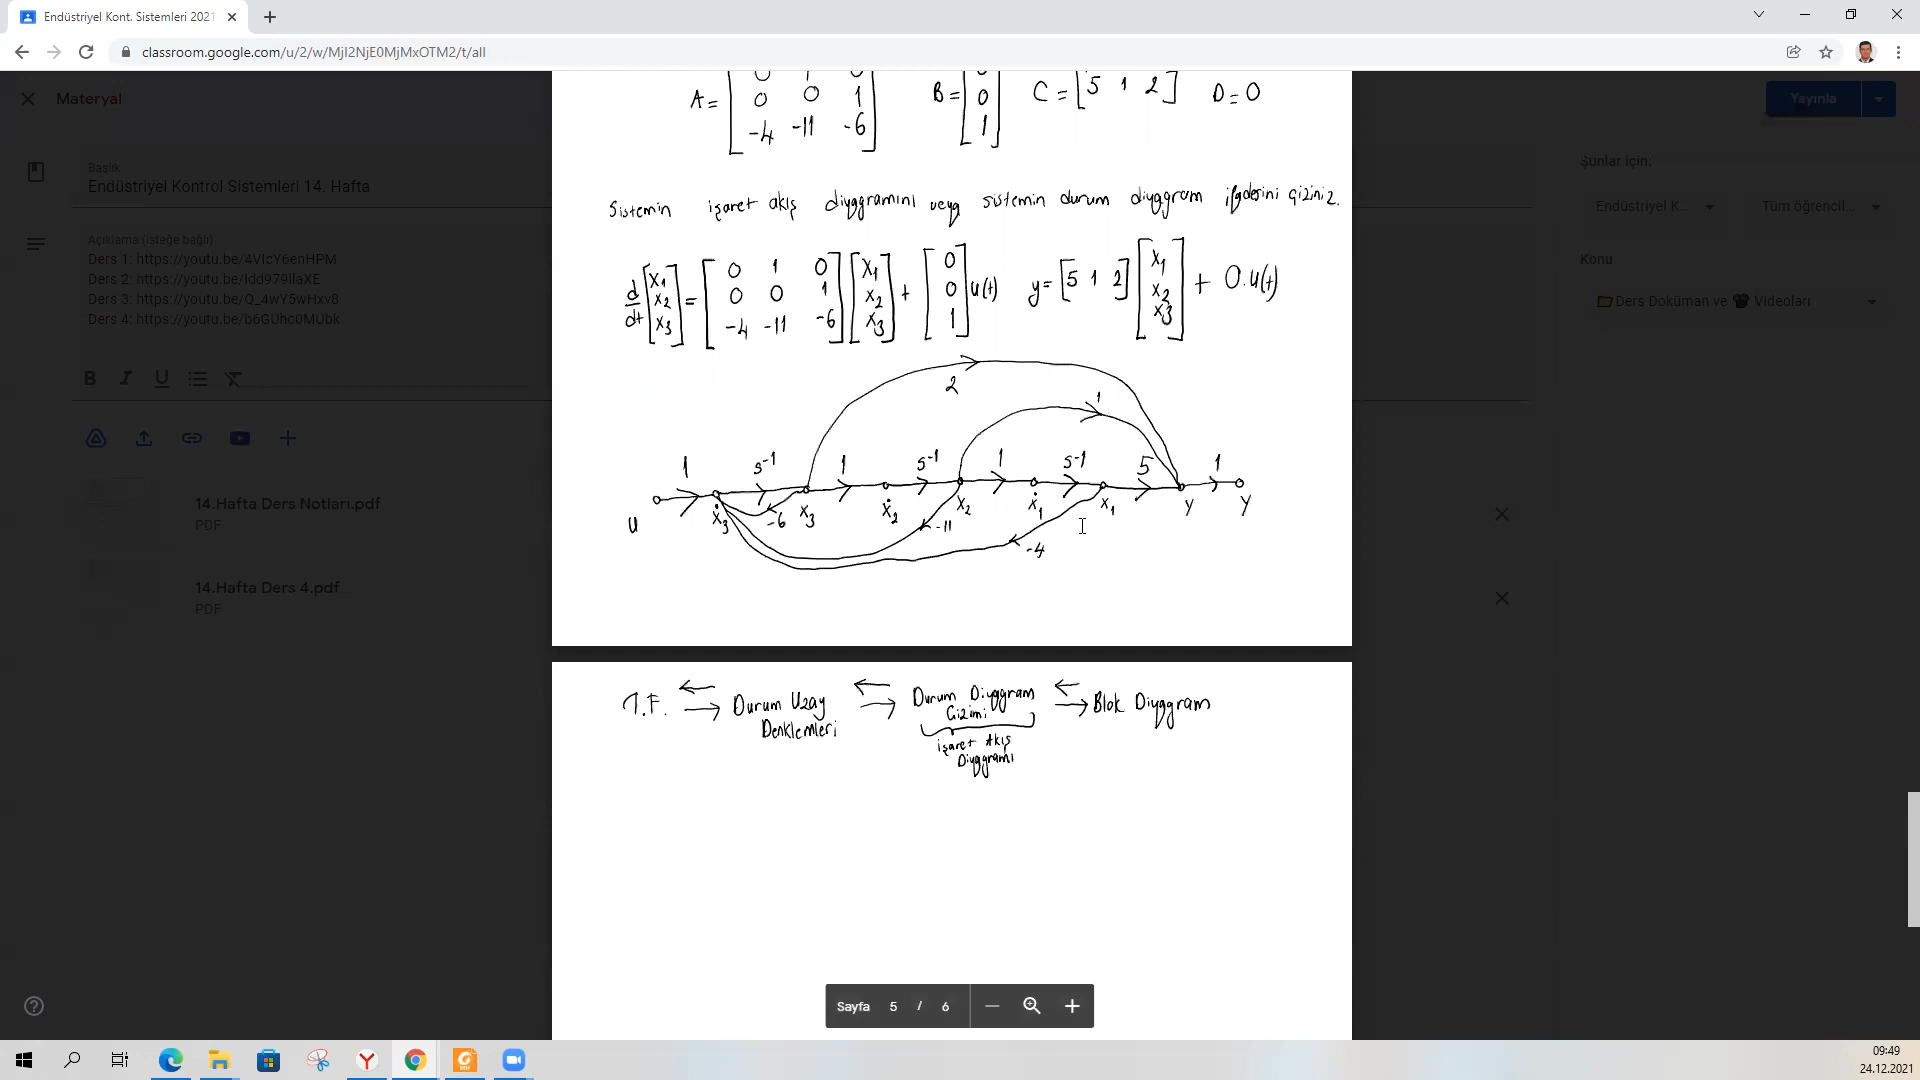 Endüstriyel Kont. Sistemleri 2021
classroom.google.com/u/2/w/MjI2NjE0MjMxOTM2/t/all
Materyal
Yayınla
Başlık
Endüstriyel Kontrol Sistemleri 14. Hafta
Açıklama (isteğe bağlı)
Ders 1: https://youtu.be/4VIcY6enHPM
Ders 2: https://youtu.be/Idd979llaXE
Ders 3: https://youtu.be/Q_4wY5wHxv8
Ders 4: https://youtu.be/b6GUhc0MUbk
B I U
14.Hafta Ders Notları.pdf
PDF
14.Hafta Ders 4.pdf
PDF
Şunlar için:
Endüstriyel K... Tüm öğrencil...
Konu
Ders Doküman ve Videoları
A = [0 1 0; 0 0 1; -4 -11 -6] B = [0; 0; 1] C = [5 1 2] D = 0
Sistemin işaret akış diyagramını veya sistemin durum diyagram ifadesini çiziniz.
d/dt [x1; x2; x3] = [0 1 0; 0 0 1; -4 -11 -6] [x1; x2; x3] + [0; 0; 1] u(t) y = [5 1 2] [x1; x2; x3] + 0.u(t)
2
1
1 s⁻¹ 1 s⁻¹ 1 s⁻¹ 5 1
u ẋ3 -6 x3 ẋ2 x2 ẋ1 x1 y y
-11
-4
T.F. Durum Uzay Denklemleri Durum Diyagram Çizimi Blok Diyagram
işaret Akış
Diyagramı
Sayfa 5 / 6
09:49
24.12.2021